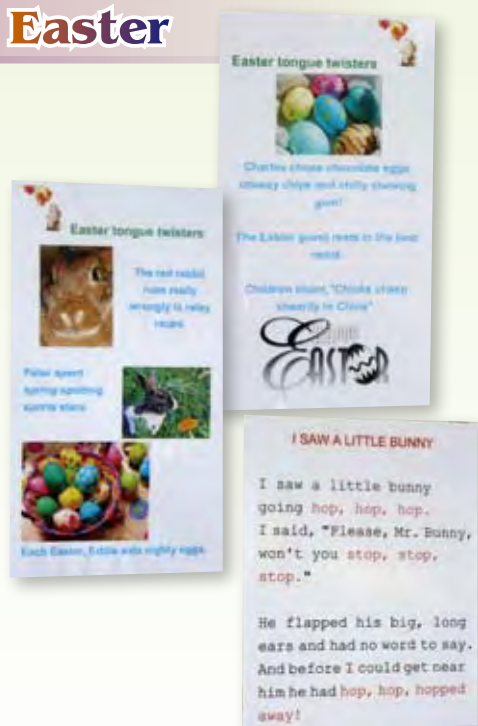 Easter
Easter tongue twisters
Charles chose chocolate eggs
chewy chips and chilly chewing
gum!
The Easter guest rests in the best
Children chant, "Chicks cheep
cheerily in China"
EASTER
Easter tongue twisters
The red rabbit
runs really
wrongly in relay
races
Peter spent
spring spotting
sports stars
Each Easter, Eddie eats eighty eggs.
I SAW A LITTLE BUNNY
I saw a little bunny
going hop, hop, hop.
I said, "Please, Mr. Bunny,
won't you stop, stop,
stop."
He flapped his big, long
ears and had no word to say.
And before I could get near
him he had hop, hop, hopped
away!